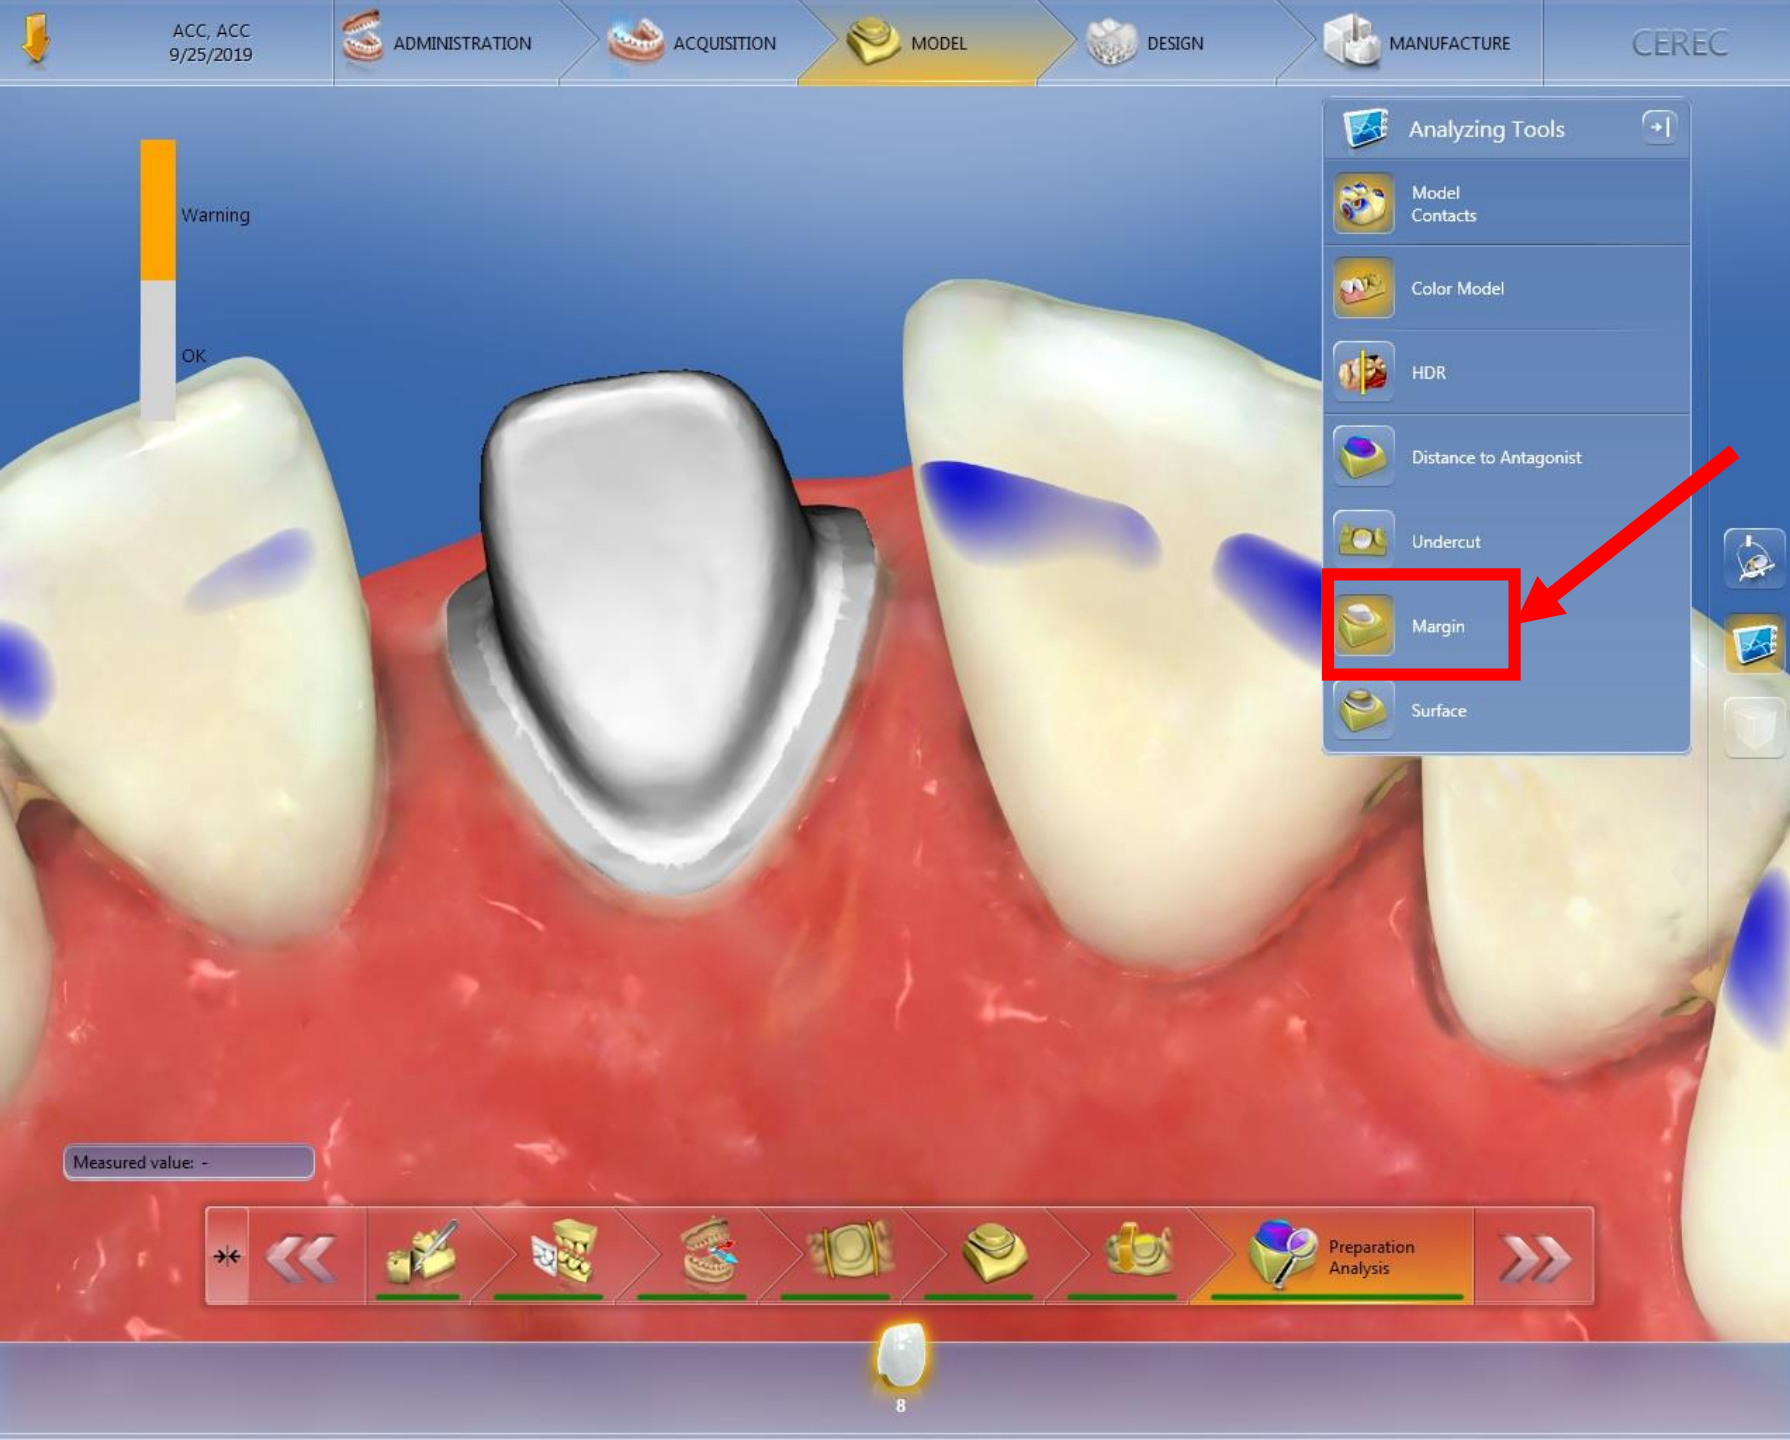 ACC, ACC
9/25/2019
ADMINISTRATION
ACQUISITION
MODEL
DESIGN
MANUFACTURE
CEREC
Analyzing Tools
Model
Contacts
Color Model
HDR
Distance to Antagonist
Undercut
Margin
Surface
Warning
OK
Measured value: -
Preparation
Analysis
8